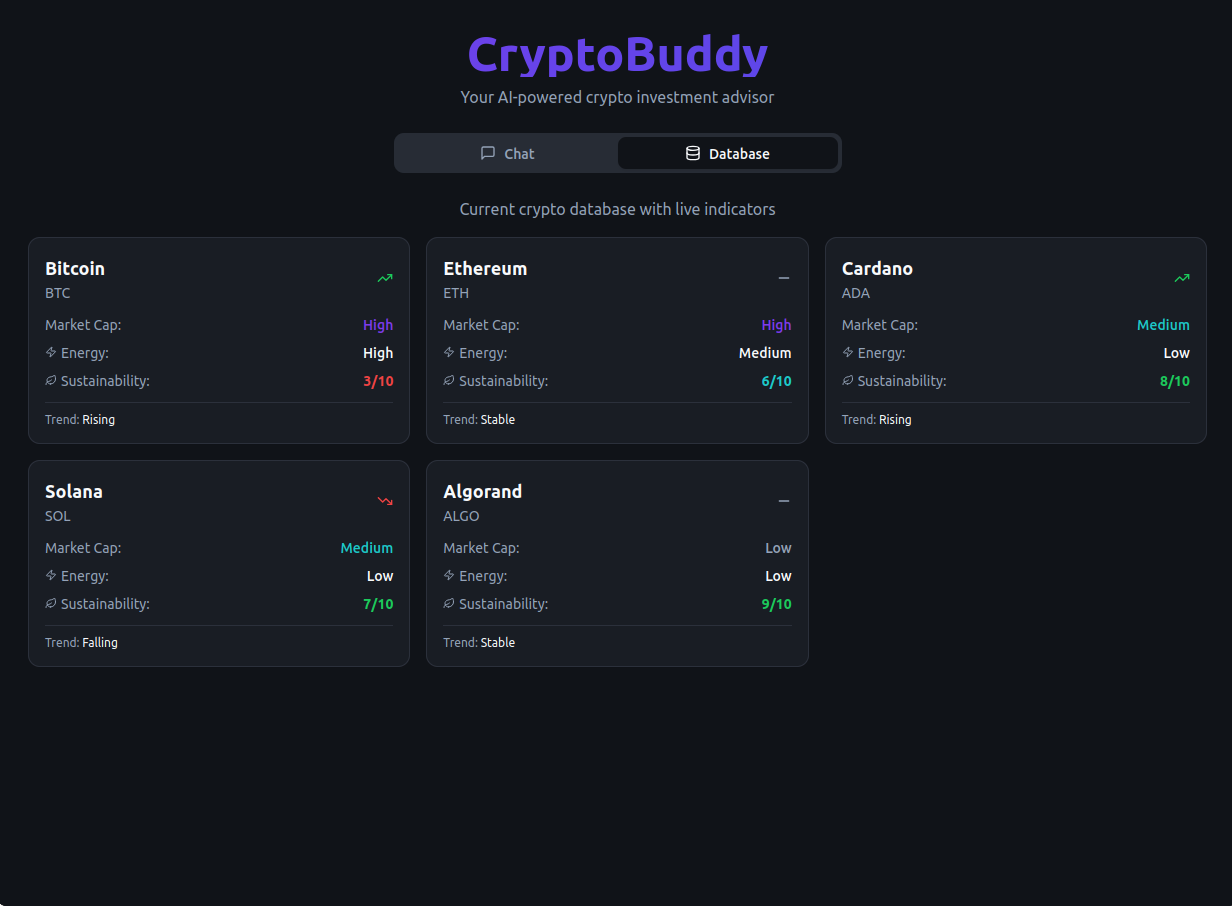 CryptoBuddy
Your AI-powered crypto investment advisor
Chat
Database
Current crypto database with live indicators
Bitcoin
BTC
Market Cap: High
Energy: High
Sustainability: 3/10
Trend: Rising
Ethereum
ETH
Market Cap: High
Energy: Medium
Sustainability: 6/10
Trend: Stable
Cardano
ADA
Market Cap: Medium
Energy: Low
Sustainability: 8/10
Trend: Rising
Solana
SOL
Market Cap: Medium
Energy: Low
Sustainability: 7/10
Trend: Falling
Algorand
ALGO
Market Cap: Low
Energy: Low
Sustainability: 9/10
Trend: Stable